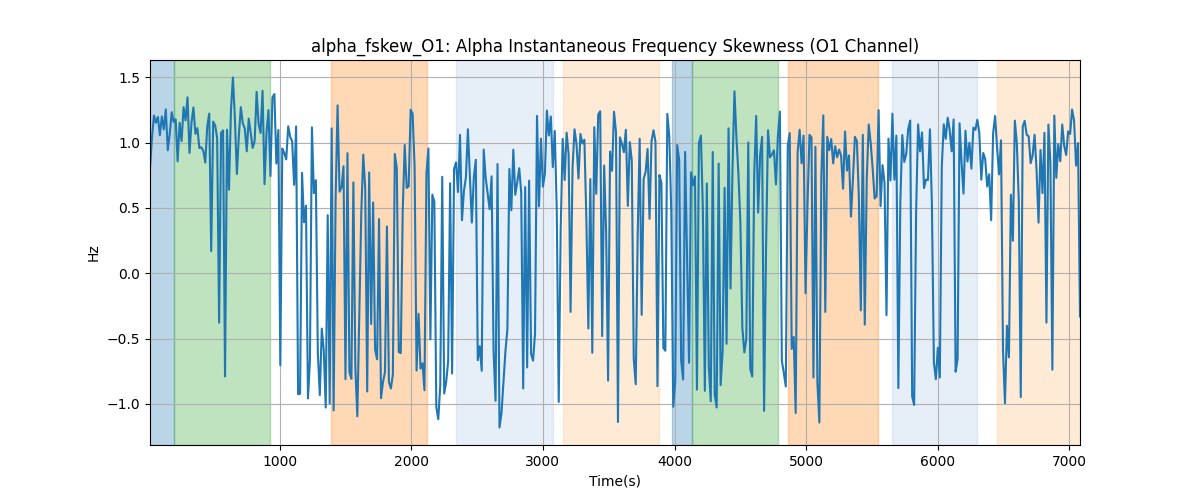 alpha_fskew_O1: Alpha Instantaneous Frequency Skewness (O1 Channel)
1.5
1.0
0.5
0.0
−0.5
−1.0
Hz
1000 2000 3000 4000 5000 6000 7000
Time(s)